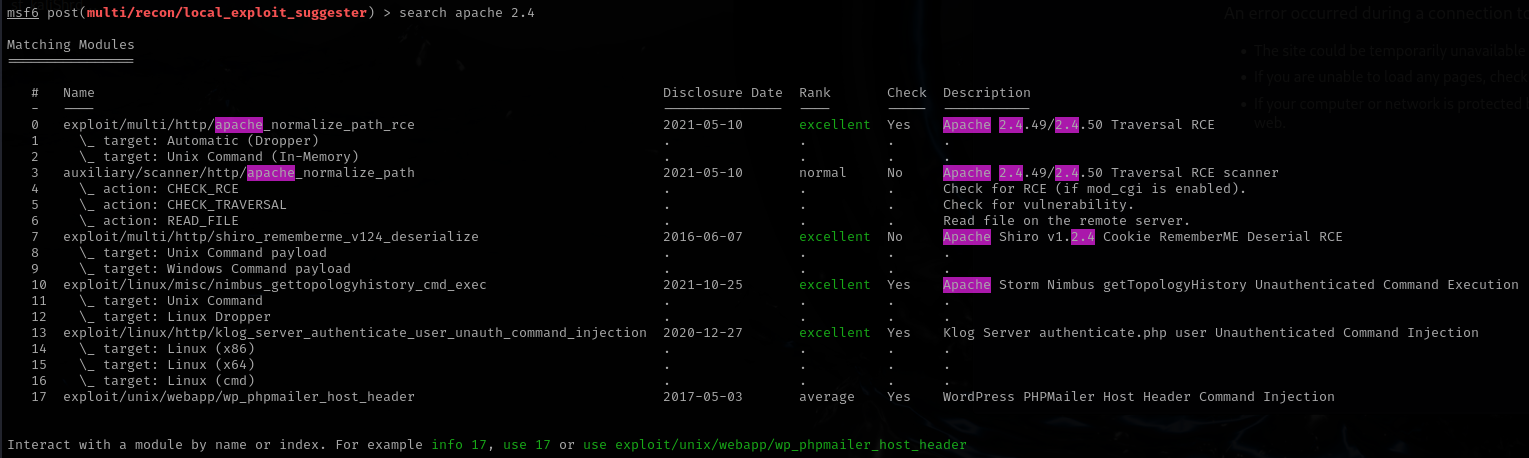 msf6 post(multi/recon/local_exploit_suggester) > search apache 2.4
An error occurred during a connection to
Matching Modules
================
The site could be temporarily unavailable
If you are unable to load any pages, check
If your computer or network is protected
web.
#   Name   Disclosure Date   Rank   Check   Description
-   ----   ---------------   ----   -----   -----------
0   exploit/multi/http/apache_normalize_path_rce   2021-05-10   excellent   Yes   Apache 2.4.49/2.4.50 Traversal RCE
1   \_ target: Automatic (Dropper)   .   .   .   .
2   \_ target: Unix Command (In-Memory)   .   .   .   .
3   auxiliary/scanner/http/apache_normalize_path   2021-05-10   normal   No   Apache 2.4.49/2.4.50 Traversal RCE scanner
4   \_ action: CHECK_RCE   .   .   .   Check for RCE (if mod_cgi is enabled).
5   \_ action: CHECK_TRAVERSAL   .   .   .   Check for vulnerability.
6   \_ action: READ_FILE   .   .   .   Read file on the remote server.
7   exploit/multi/http/shiro_rememberme_v124_deserialize   2016-06-07   excellent   No   Apache Shiro v1.2.4 Cookie RememberME Deserial RCE
8   \_ target: Unix Command payload   .   .   .   .
9   \_ target: Windows Command payload   .   .   .   .
10   exploit/linux/misc/nimbus_gettopologyhistory_cmd_exec   2021-10-25   excellent   Yes   Apache Storm Nimbus getTopologyHistory Unauthenticated Command Execution
11   \_ target: Unix Command   .   .   .   .
12   \_ target: Linux Dropper   .   .   .   .
13   exploit/linux/http/klog_server_authenticate_user_unauth_command_injection   2020-12-27   excellent   Yes   Klog Server authenticate.php user Unauthenticated Command Injection
14   \_ target: Linux (x86)   .   .   .   .
15   \_ target: Linux (x64)   .   .   .   .
16   \_ target: Linux (cmd)   .   .   .   .
17   exploit/unix/webapp/wp_phpmailer_host_header   2017-05-03   average   Yes   WordPress PHPMailer Host Header Command Injection
Interact with a module by name or index. For example info 17, use 17 or use exploit/unix/webapp/wp_phpmailer_host_header